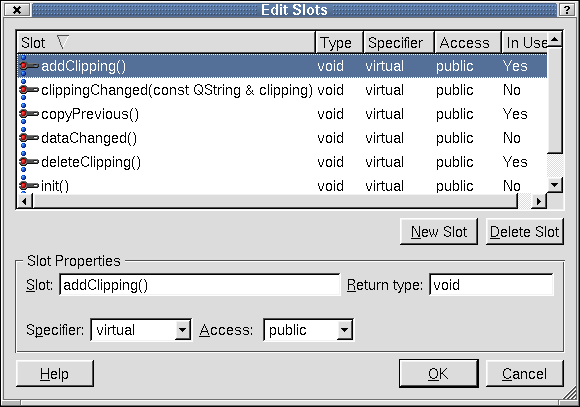 Edit Slots
Slot Type Specifier Access In Use
addClipping() void virtual public Yes
clippingChanged(const QString & clipping) void virtual public No
copyPrevious() void virtual public Yes
dataChanged() void virtual public No
deleteClipping() void virtual public Yes
init() void virtual public No
New Slot Delete Slot
Slot Properties
Slot: addClipping() Return type: void
Specifier: virtual Access: public
Help OK Cancel